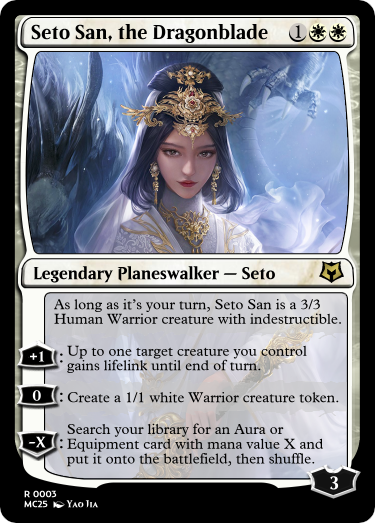 Seto San, the Dragonblade 1
Legendary Planeswalker — Seto
As long as it's your turn, Seto San is a 3/3
Human Warrior creature with indestructible.
+1: Up to one target creature you control
gains lifelink until end of turn.
0: Create a 1/1 white Warrior creature token.
Search your library for an Aura or
-X: Equipment card with mana value X and
put it onto the battlefield, then shuffle.
3
R 0003
MC25 Yao Jia